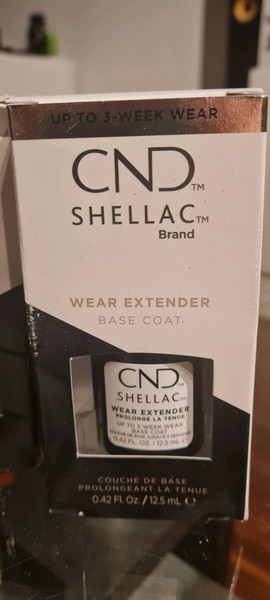 UP TO 3-WEEK WEAR
CND™
SHELLAC™
Brand
WEAR EXTENDER
BASE COAT
CND™
SHELLAC™
WEAR EXTENDER
PROLONGE LA TENUE
UP TO 3-WEEK WEAR
BASE COAT
0.42 FL. OZ. / 12.5 mL ℮
COUCHE DE BASE
PROLONGEANT LA TENUE
0.42 Fl. Oz. / 12.5 mL ℮